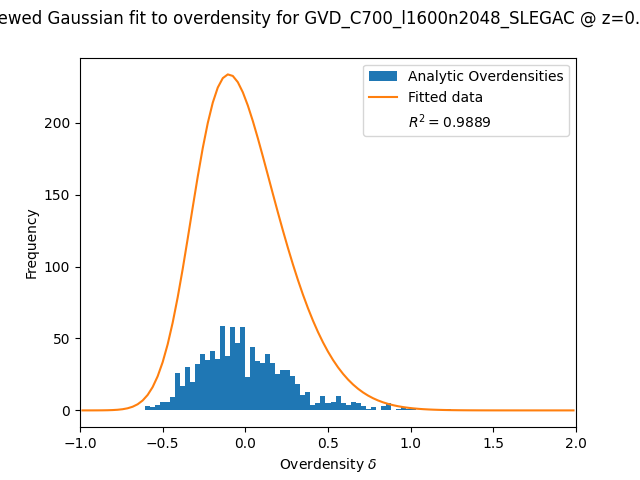 ewed Gaussian fit to overdensity for GVD_C700_l1600n2048_SLEGAC @ z=0.
Analytic Overdensities
Fitted data
R² = 0.9889
Frequency
200
150
100
50
0
−1.0 −0.5 0.0 0.5 1.0 1.5 2.0
Overdensity δ